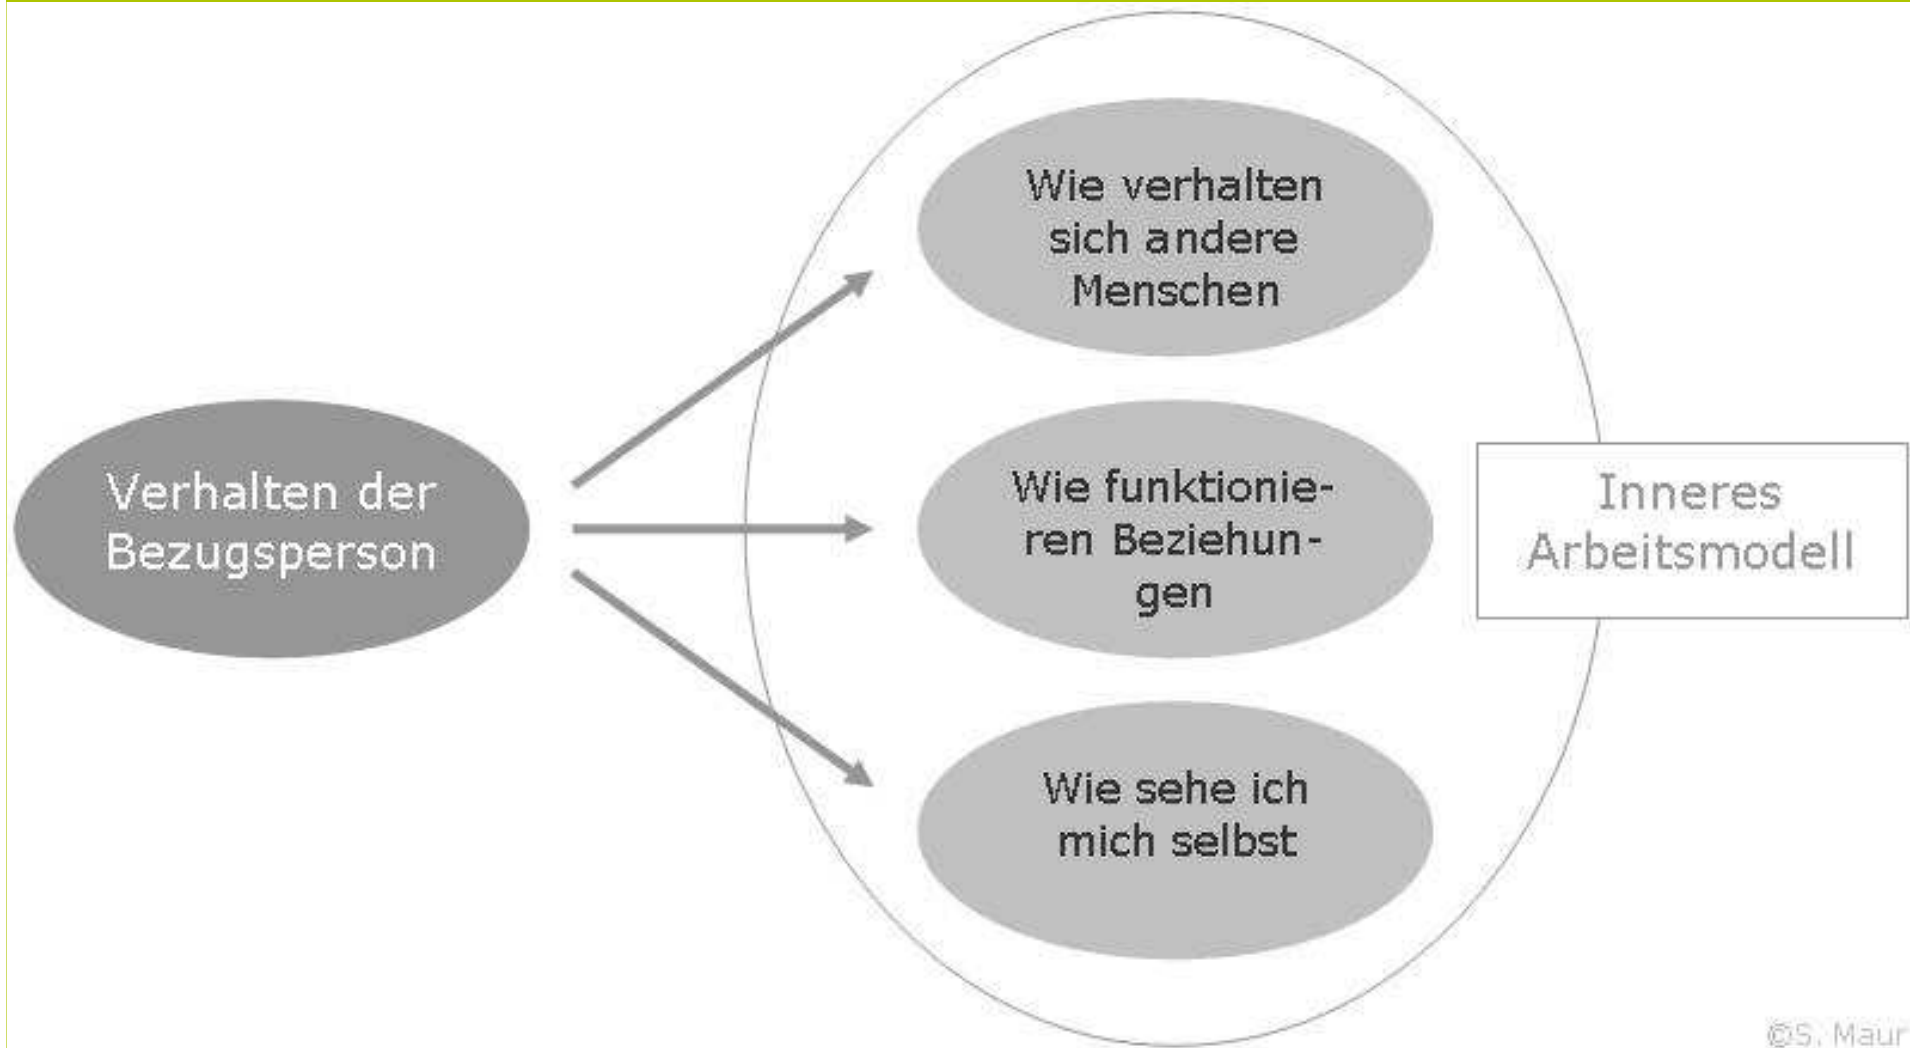 Wie verhalten
sich andere
Menschen
Verhalten der
Bezugsperson
Wie funktionie-
ren Beziehun-
gen
Inneres
Arbeitsmodell
Wie sehe ich
mich selbst
©S. Maur